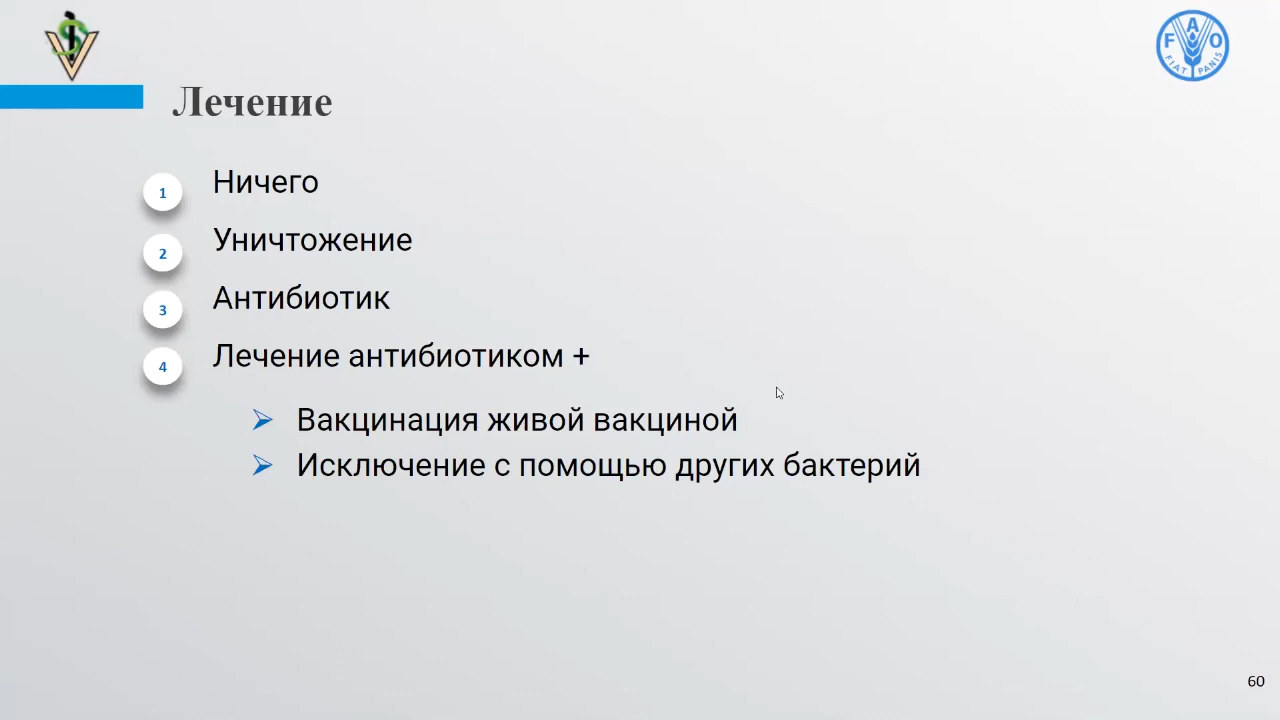 F A O
FIAT PANIS
Лечение
1 Ничего
2 Уничтожение
3 Антибиотик
4 Лечение антибиотиком +
Вакцинация живой вакциной
Исключение с помощью других бактерий
60